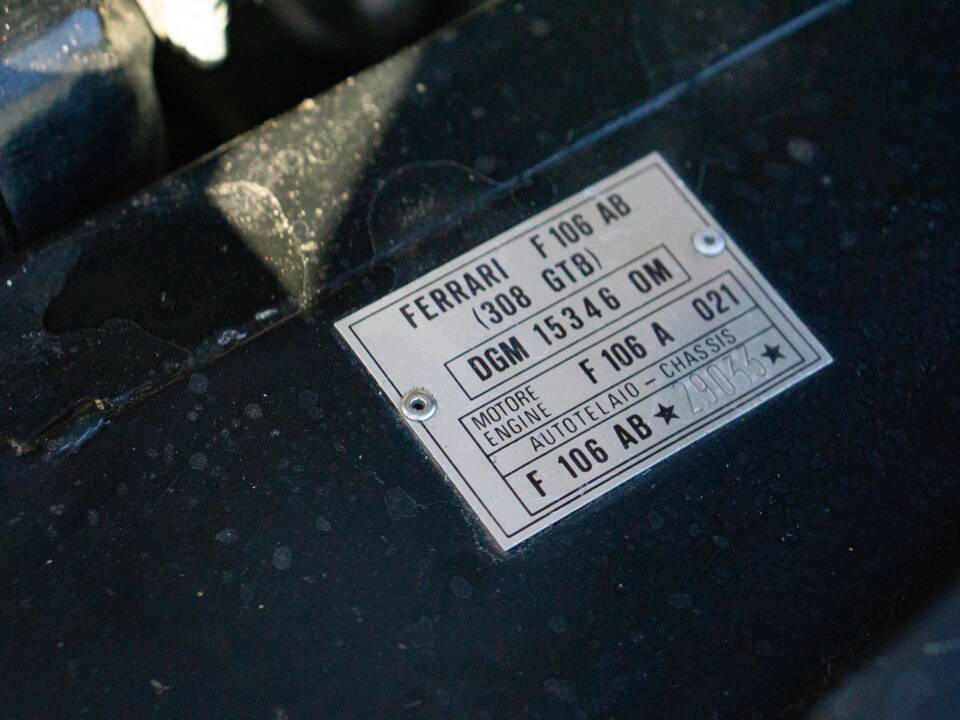 FERRARI F 106 AB
(308 GTB)
DGM 15346 OM
MOTORE
ENGINE
F 106 A 021
AUTOTELAIO - CHASSIS
F 106 AB ★ 29033 ★